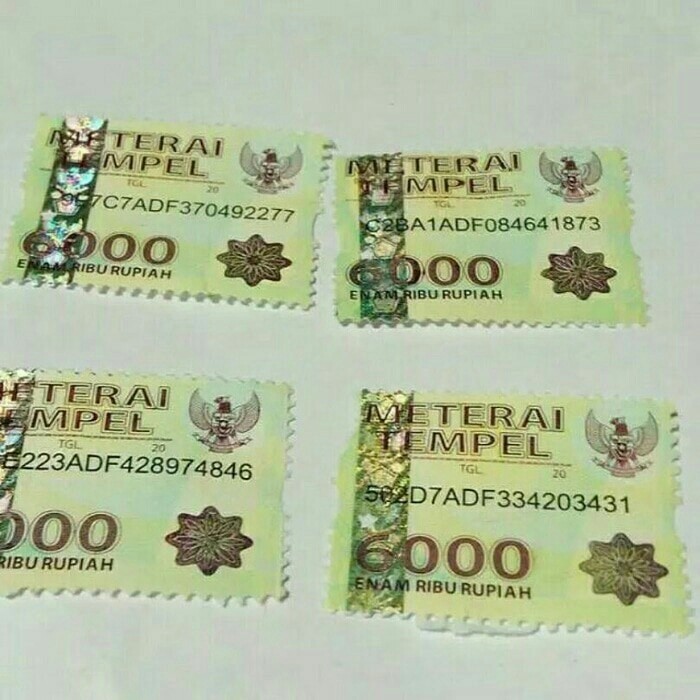 METERAI
TEMPEL
TGL. 20
7C7ADF370492277
6000
ENAM RIBU RUPIAH
METERAI
TEMPEL
TGL. 20
C2BA1ADF084641873
6000
ENAM RIBU RUPIAH
METERAI
TEMPEL
TGL. 20
E223ADF428974846
000
RIBU RUPIAH
METERAI
TEMPEL
TGL. 20
502D7ADF334203431
6000
ENAM RIBU RUPIAH